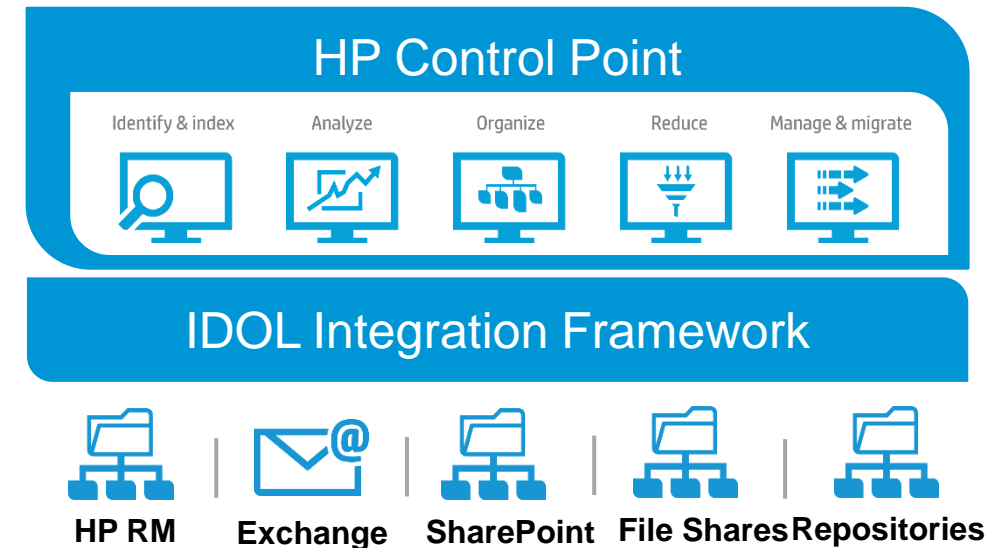 HP Control Point
Identify & index Analyze Organize Reduce Manage & migrate
IDOL Integration Framework
@
HP RM Exchange SharePoint File Shares Repositories